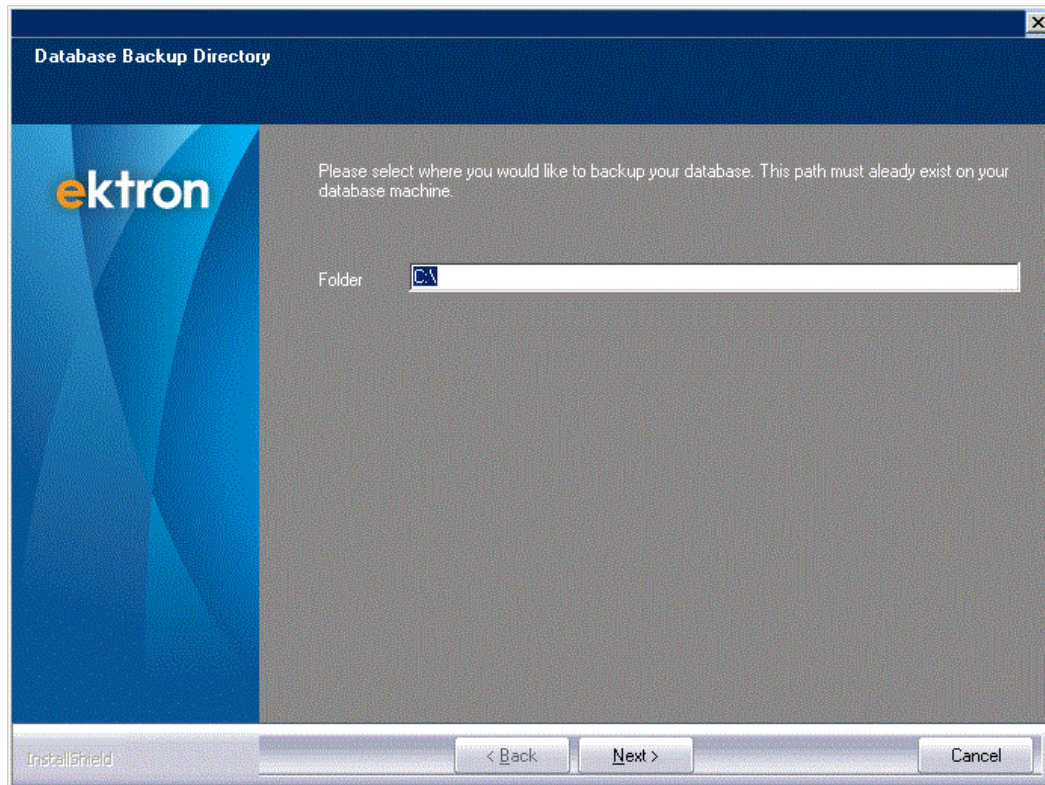 Database Backup Directory
ektron
Please select where you would like to backup your database. This path must aleady exist on your
database machine.
Folder
C:\
InstallShield
< Back
Next >
Cancel